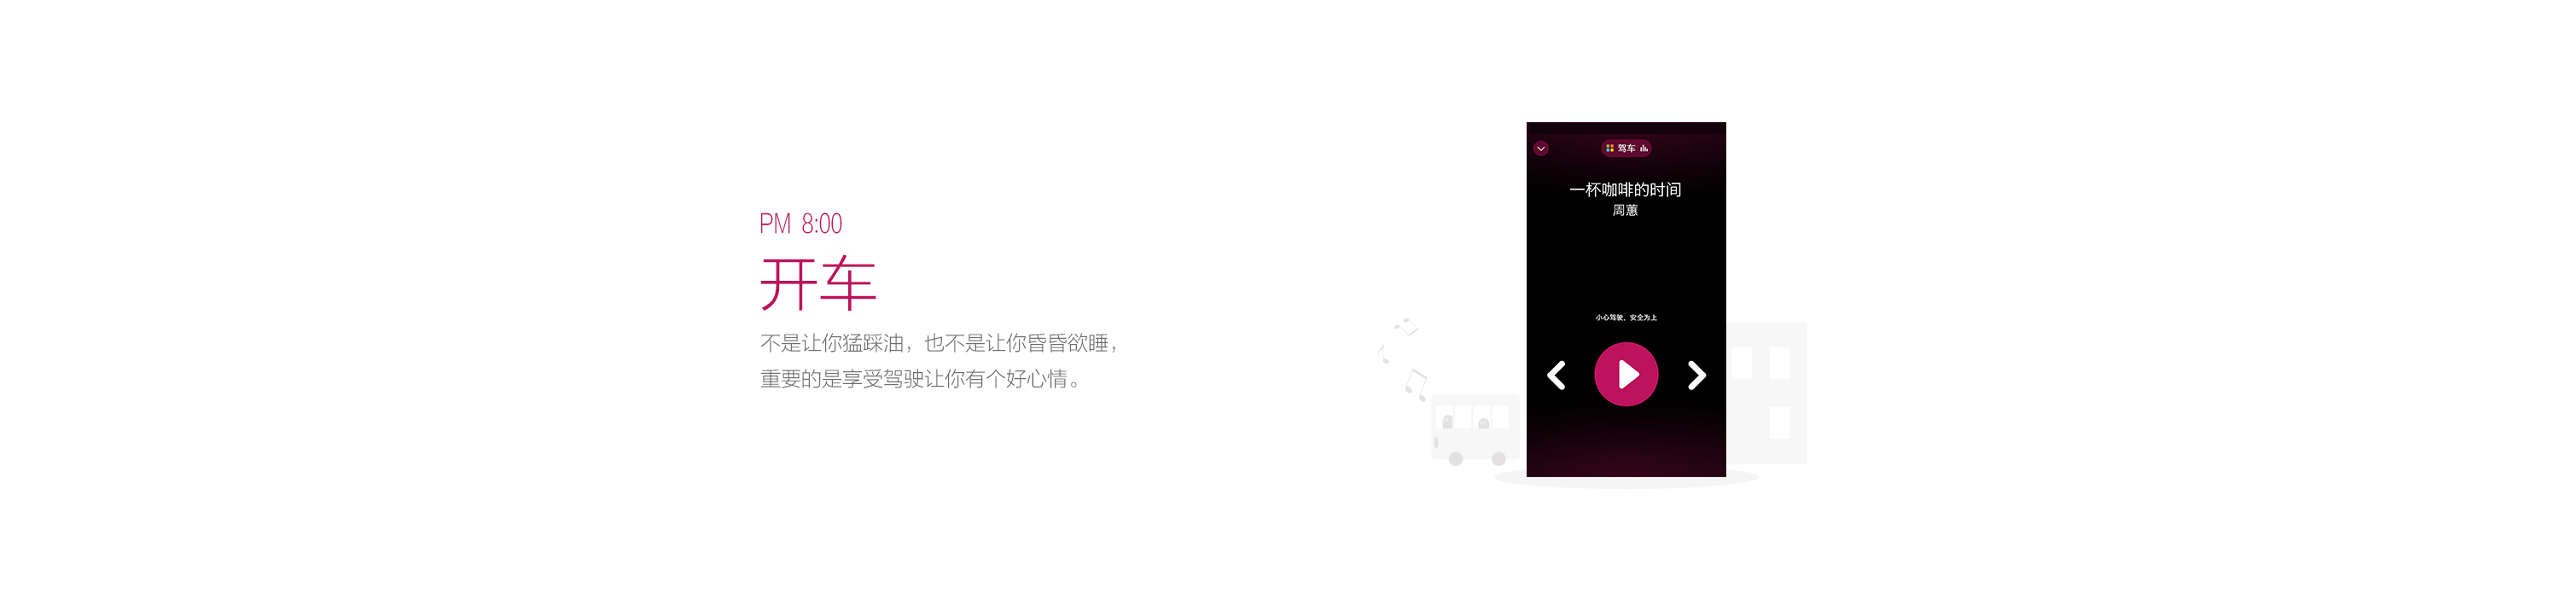 PM 8:00
开车
不是让你猛踩油，也不是让你昏昏欲睡，
重要的是享受驾驶让你有个好心情。
驾车
一杯咖啡的时间
周蕙
小心驾驶，安全为上